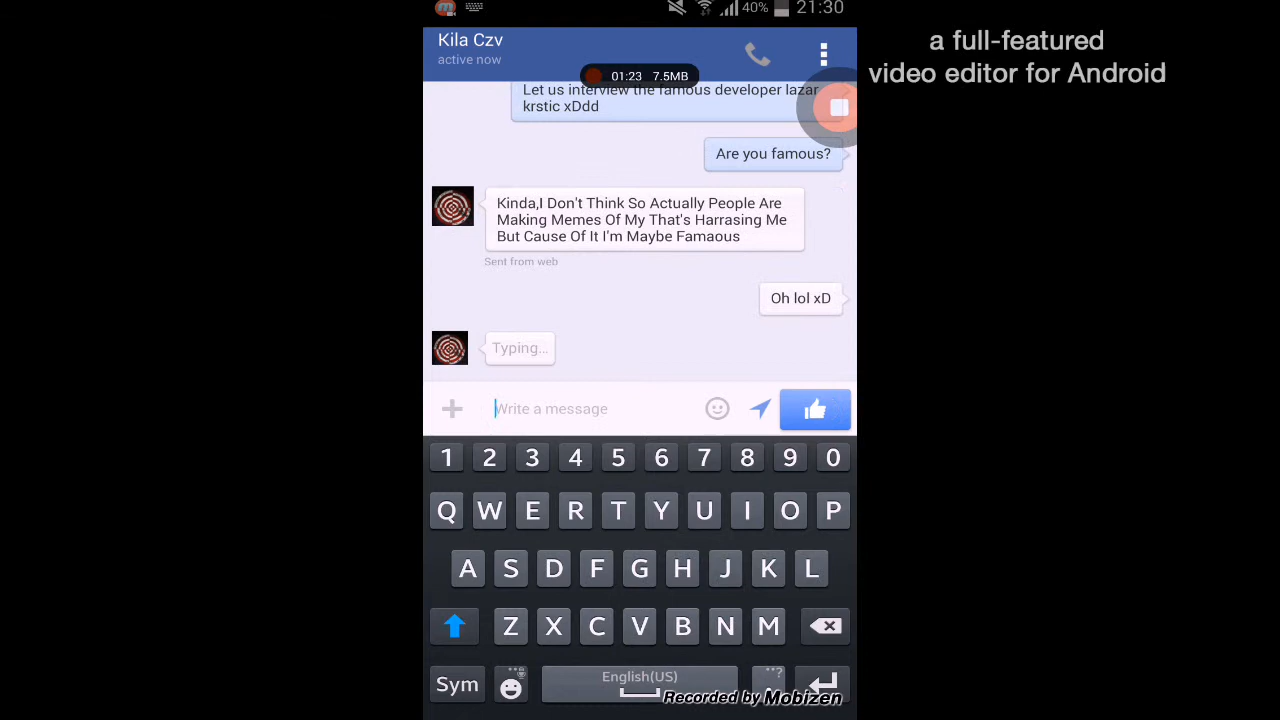 40% 21:30
a full-featured
video editor for Android
Kila Czv
active now
01:23 7.5MB
Let us interview the famous developer lazar
krstic xDdd
Are you famous?
Kinda,I Don't Think So Actually People Are
Making Memes Of My That's Harrasing Me
But Cause Of It I'm Maybe Famaous
Sent from web
Oh lol xD
Typing...
Write a message
1 2 3 4 5 6 7 8 9 0
Q W E R T Y U I O P
A S D F G H J K L
Z X C V B N M
Sym English(US)
Recorded by Mobizen